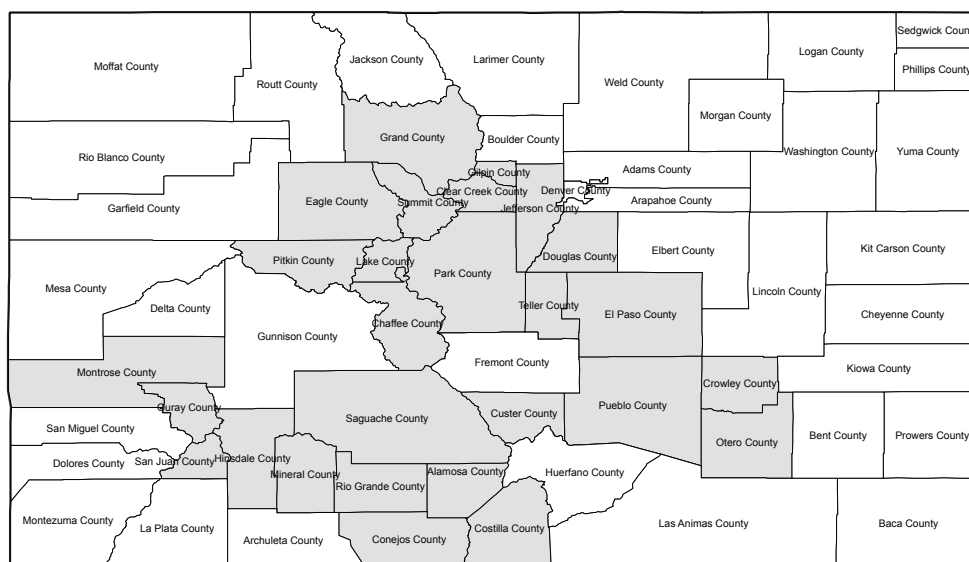 Sedgwick Coun
Moffat County
Jackson County
Larimer County
Logan County
Phillips County
Routt County
Weld County
Morgan County
Grand County
Boulder County
Washington County
Yuma County
Rio Blanco County
Gilpin County
Adams County
Clear Creek County
Denver County
Eagle County
Summit County
Arapahoe County
Garfield County
Jefferson County
Kit Carson County
Elbert County
Douglas County
Pitkin County
Lake County
Park County
Mesa County
Lincoln County
Delta County
Teller County
El Paso County
Cheyenne County
Chaffee County
Gunnison County
Fremont County
Kiowa County
Montrose County
Crowley County
Ouray County
Pueblo County
Saguache County
Custer County
San Miguel County
Bent County
Prowers County
Otero County
Dolores County
San Juan County
Hinsdale County
Mineral County
Alamosa County
Huerfano County
Rio Grande County
Montezuma County
La Plata County
Costilla County
Las Animas County
Baca County
Archuleta County
Conejos County